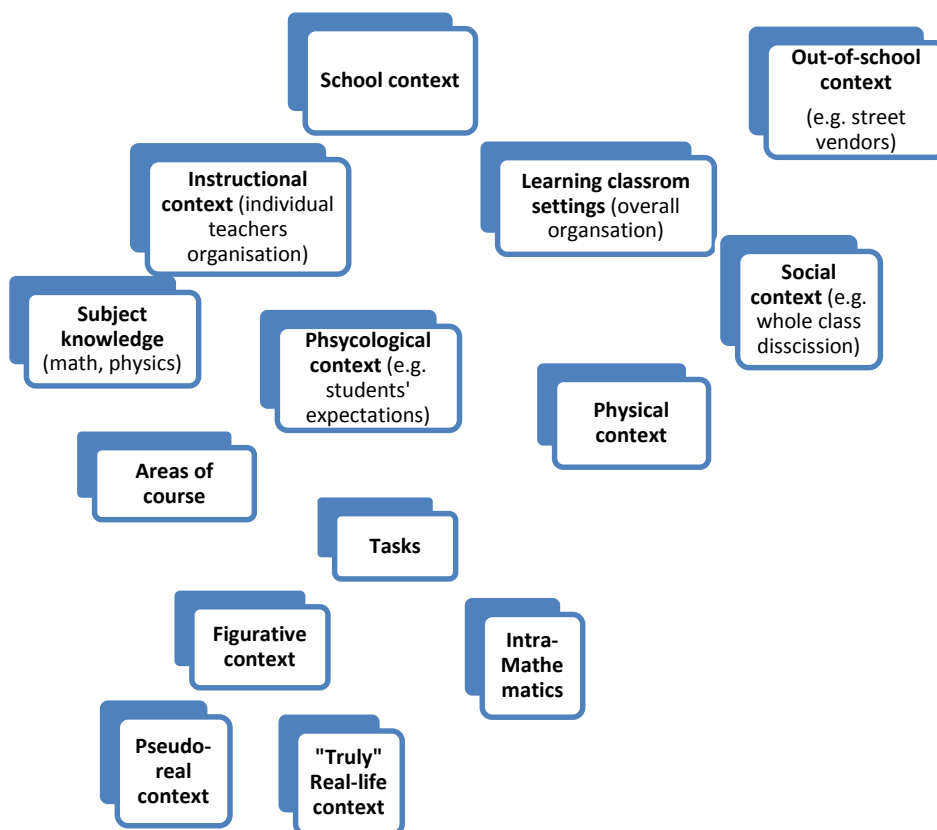 School context
Out-of-school
context
(e.g. street
vendors)
Instructional
context (individual
teachers
organisation)
Learning classrom
settings (overall
organsation)
Social
context (e.g.
whole class
disscission)
Subject
knowledge
(math, physics)
Phsycological
context (e.g.
students'
expectations)
Physical
context
Areas of
course
Tasks
Figurative
context
Intra-
Mathe
matics
Pseudo-
real
context
"Truly"
Real-life
context